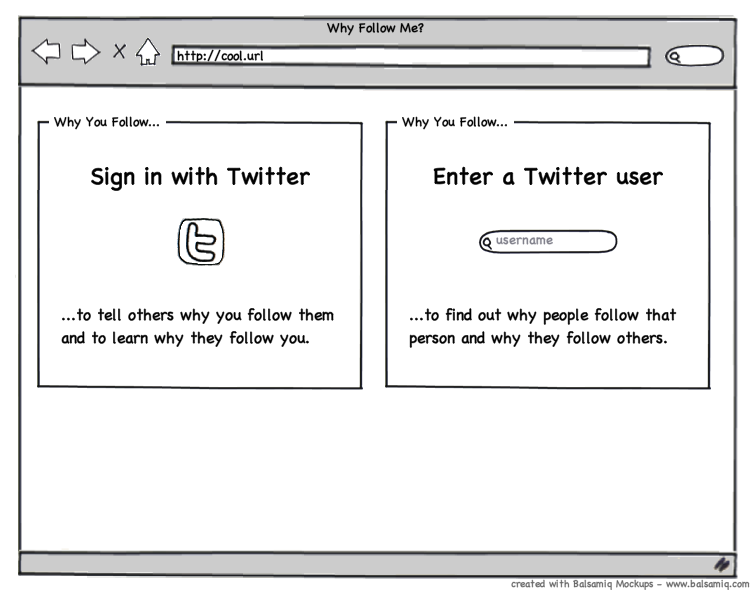 Why Follow Me?
http://cool.url
Why You Follow...
Sign in with Twitter
...to tell others why you follow them
and to learn why they follow you.
Why You Follow...
Enter a Twitter user
username
...to find out why people follow that
person and why they follow others.
created with Balsamiq Mockups - www.balsamiq.com